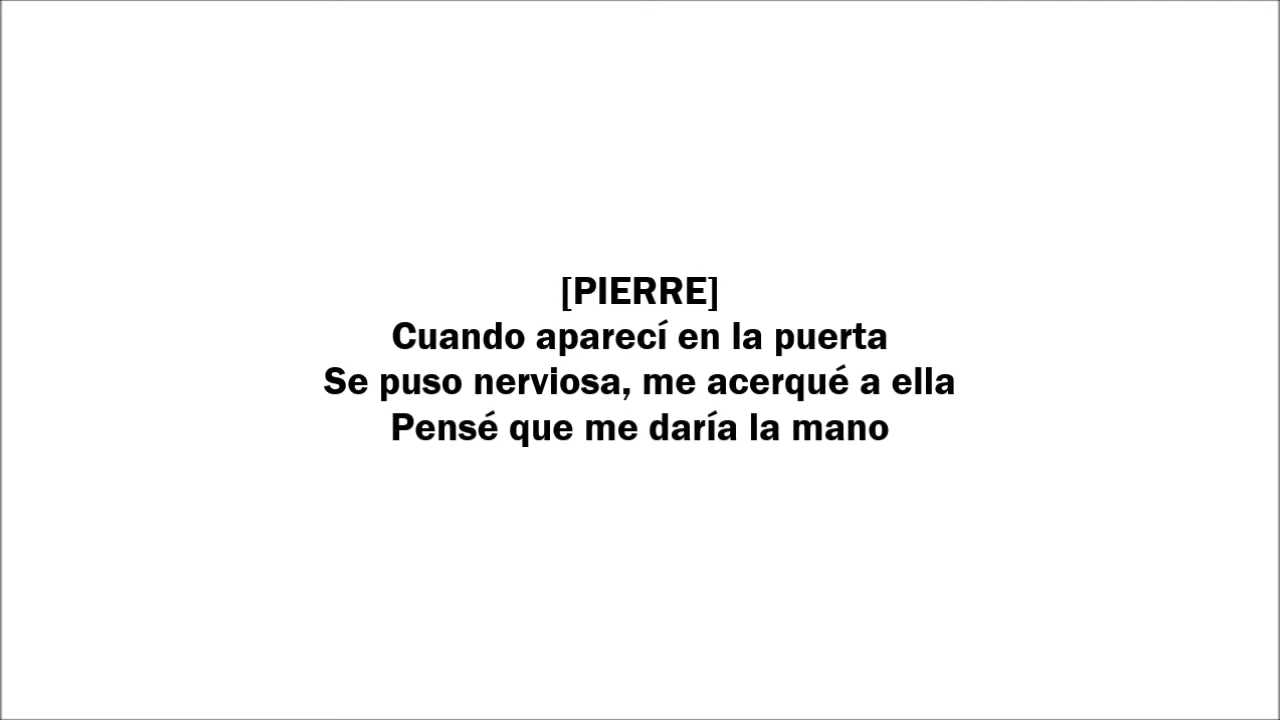 [PIERRE]
Cuando aparecí en la puerta
Se puso nerviosa, me acerqué a ella
Pensé que me daría la mano